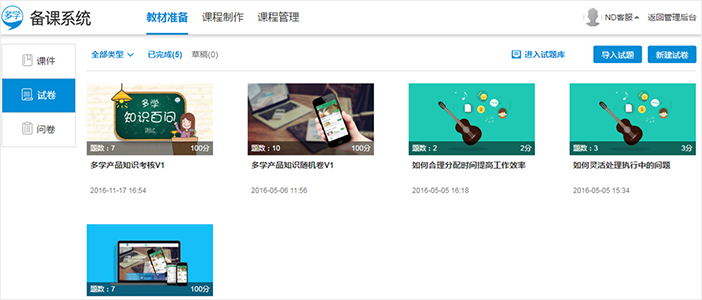 多学 备课系统 教材准备 课程制作 课程管理 ND客服 返回管理后台
课件
试卷
问卷
全部类型 已完成(5) 草稿(0) 进入试题库 导入试题 新建试卷
多学
知识百问
题数：7 100分
多学产品知识考核V1
2016-11-17 16:54
题数：10 100分
多学产品知识随机卷V1
2016-05-06 11:56
题数：2 2分
如何合理分配时间提高工作效率
2016-05-05 16:18
题数：3 3分
如何灵活处理执行中的问题
2016-05-05 15:34
题数：7 12分